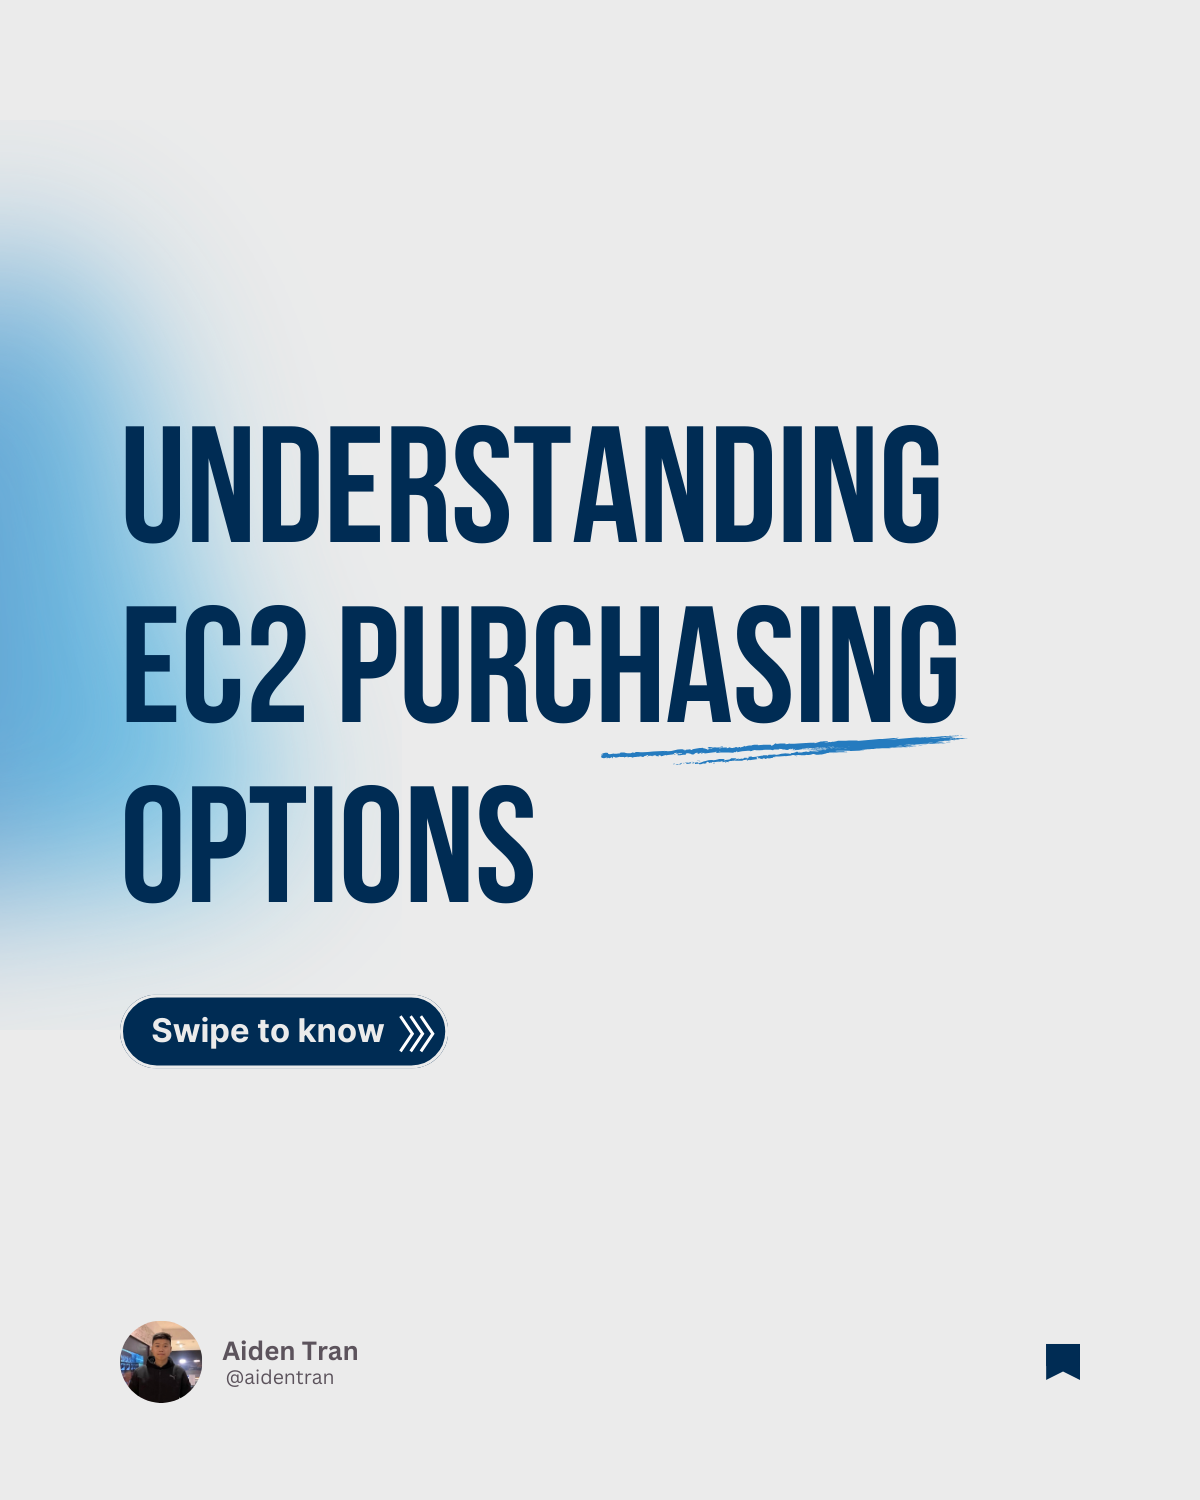 UNDERSTANDING
EC2 PURCHASING
OPTIONS
Swipe to know
Aiden Tran
@aidentran